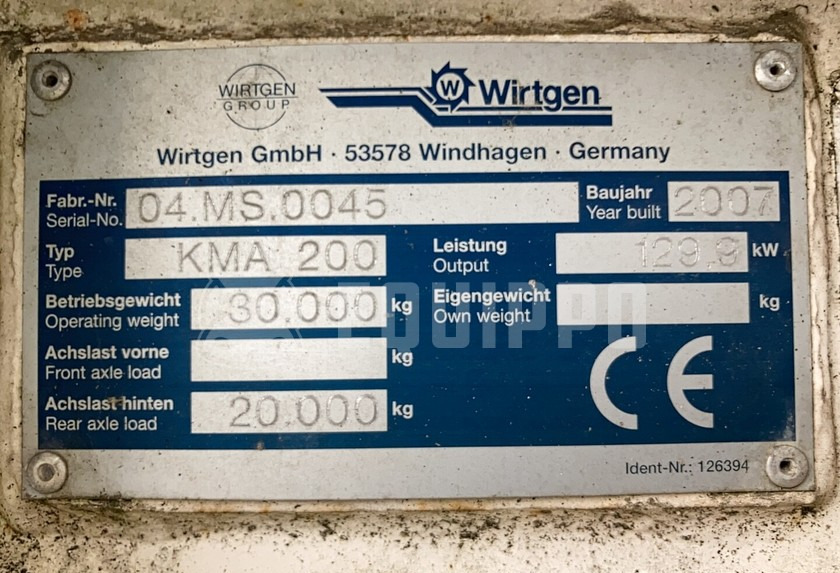 WIRTGEN
GROUP
W Wirtgen
Wirtgen GmbH · 53578 Windhagen · Germany
Fabr.-Nr.
Serial-No.
04.MS.0045
Baujahr
Year built
2007
Typ
Type
KMA 200
Leistung
Output
129.9 kW
Betriebsgewicht
Operating weight
30.000 kg
Eigengewicht
Own weight
kg
Achslast vorne
Front axle load
kg
Achslast hinten
Rear axle load
20.000 kg
CE
EQUIPPO
Ident-Nr.: 126394